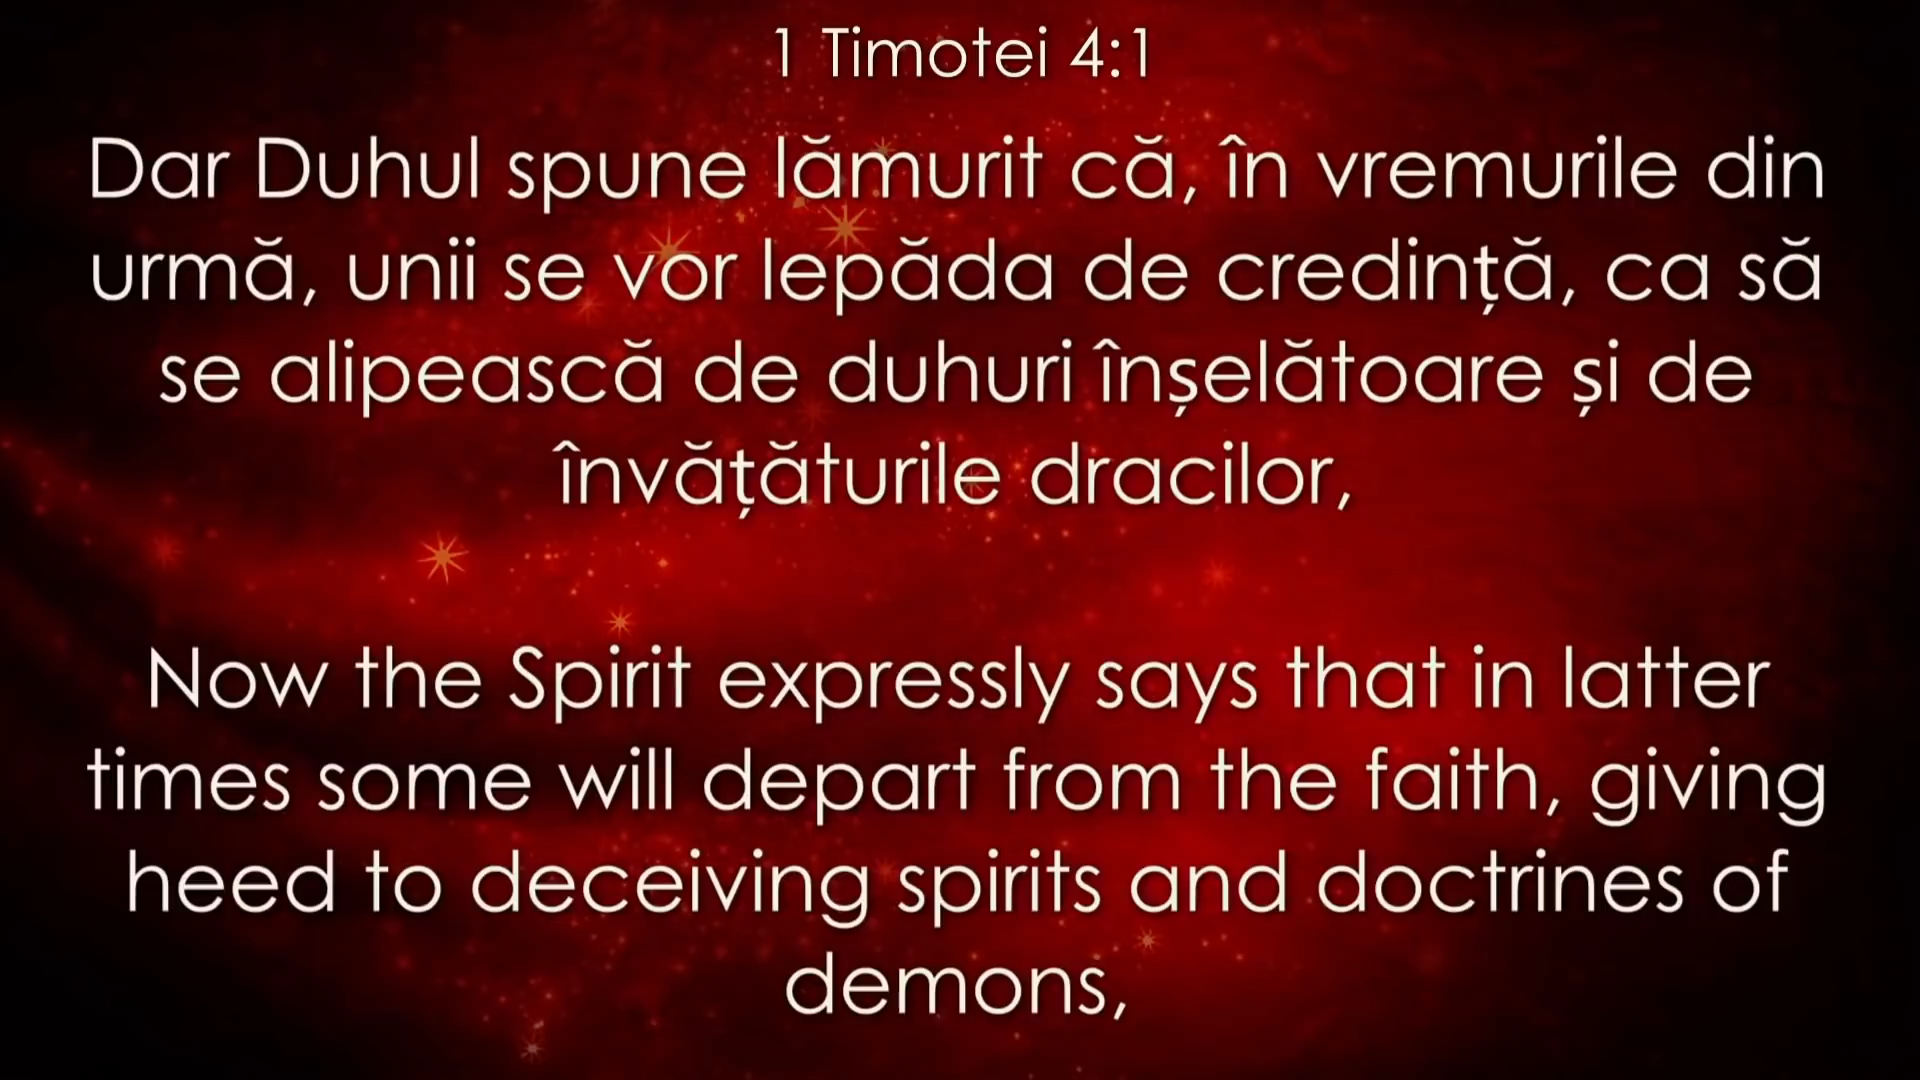 1 Timotei 4:1
Dar Duhul spune lămurit că, în vremurile din
urmă, unii se vor lepăda de credință, ca să
se alipească de duhuri înșelătoare și de
învățăturile dracilor,
Now the Spirit expressly says that in latter
times some will depart from the faith, giving
heed to deceiving spirits and doctrines of
demons,